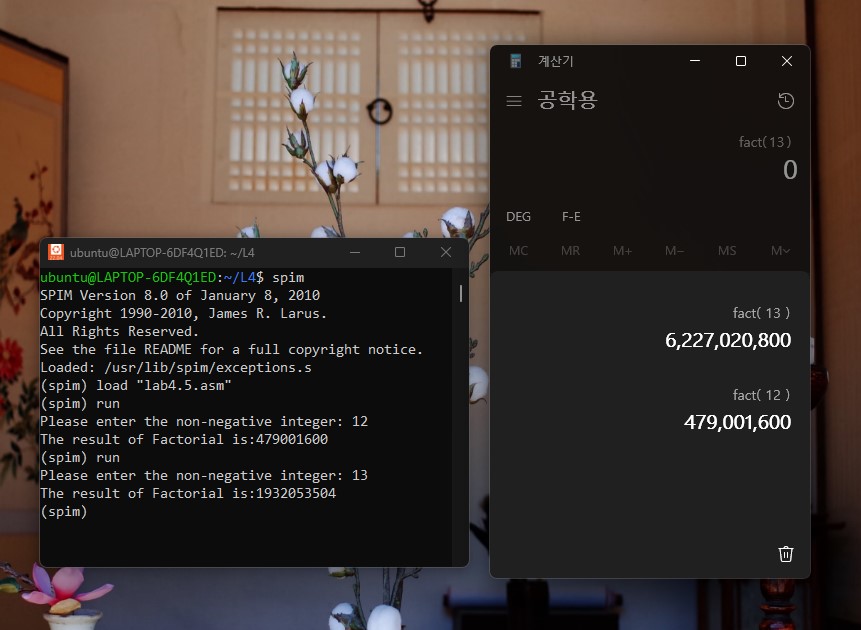 계산기
공학용
fact( 13 )
0
DEG F-E
MC MR M+ M− MS M˅
fact( 13 )
6,227,020,800
fact( 12 )
479,001,600
ubuntu@LAPTOP-6DF4Q1ED: ~/L4
ubuntu@LAPTOP-6DF4Q1ED:~/L4$ spim
SPIM Version 8.0 of January 8, 2010
Copyright 1990-2010, James R. Larus.
All Rights Reserved.
See the file README for a full copyright notice.
Loaded: /usr/lib/spim/exceptions.s
(spim) load "lab4.5.asm"
(spim) run
Please enter the non-negative integer: 12
The result of Factorial is:479001600
(spim) run
Please enter the non-negative integer: 13
The result of Factorial is:1932053504
(spim)